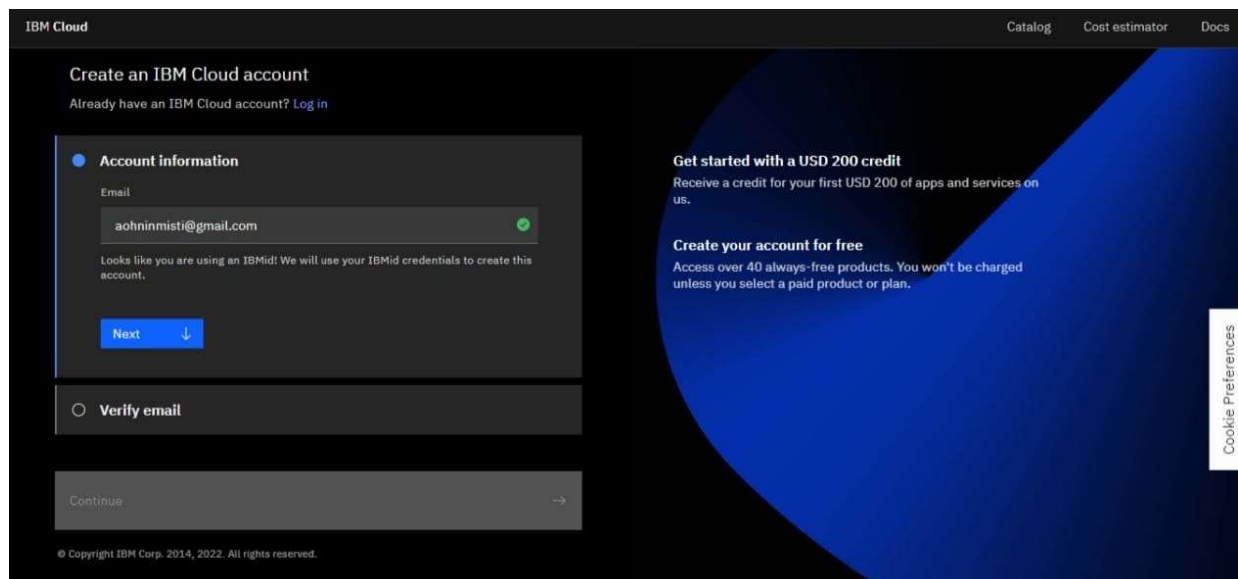 IBM Cloud
Catalog Cost estimator Docs
Create an IBM Cloud account
Already have an IBM Cloud account? Log in
Account information
Email
aohninmisti@gmail.com
Looks like you are using an IBMid! We will use your IBMid credentials to create this
account.
Next
Verify email
Continue
© Copyright IBM Corp. 2014, 2022. All rights reserved.
Get started with a USD 200 credit
Receive a credit for your first USD 200 of apps and services on
us.
Create your account for free
Access over 40 always-free products. You won't be charged
unless you select a paid product or plan.
Cookie Preferences